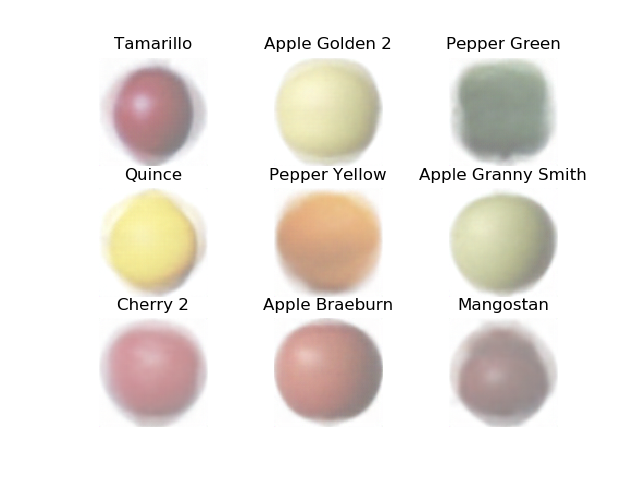 Tamarillo
Apple Golden 2
Pepper Green
Quince
Pepper Yellow
Apple Granny Smith
Cherry 2
Apple Braeburn
Mangostan